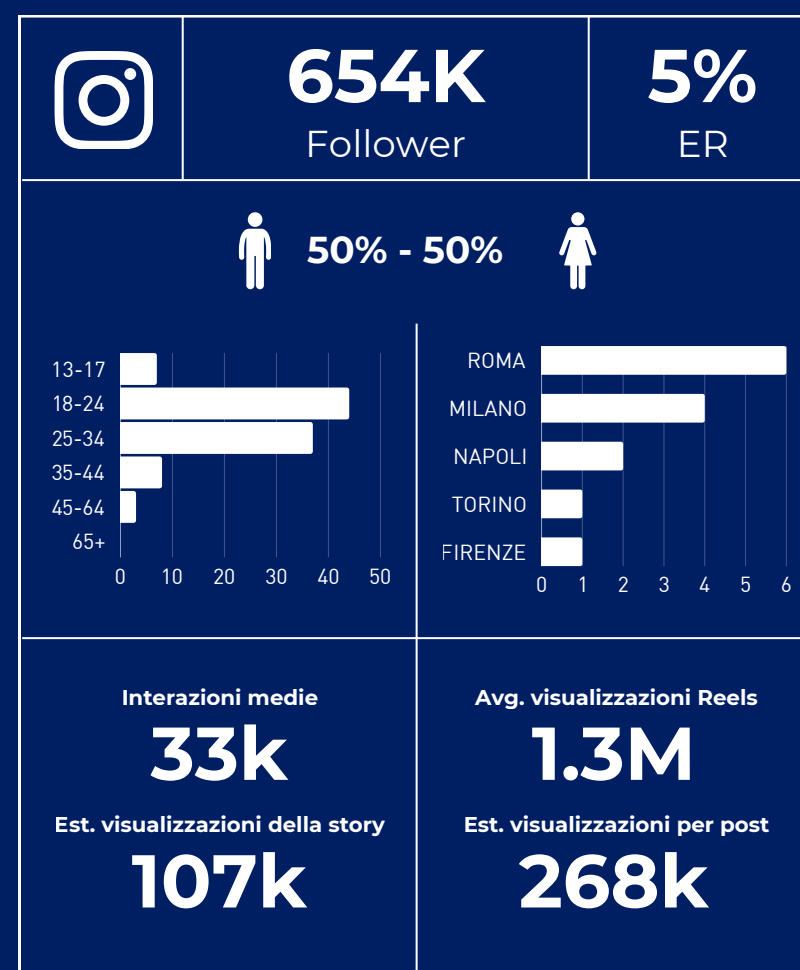 654K
Follower
5%
ER
50% - 50%
13-17
18-24
25-34
35-44
45-64
65+
0 10 20 30 40 50
ROMA
MILANO
NAPOLI
TORINO
FIRENZE
0 1 2 3 4 5 6
Interazioni medie
33k
Est. visualizzazioni della story
107k
Avg. visualizzazioni Reels
1.3M
Est. visualizzazioni per post
268k